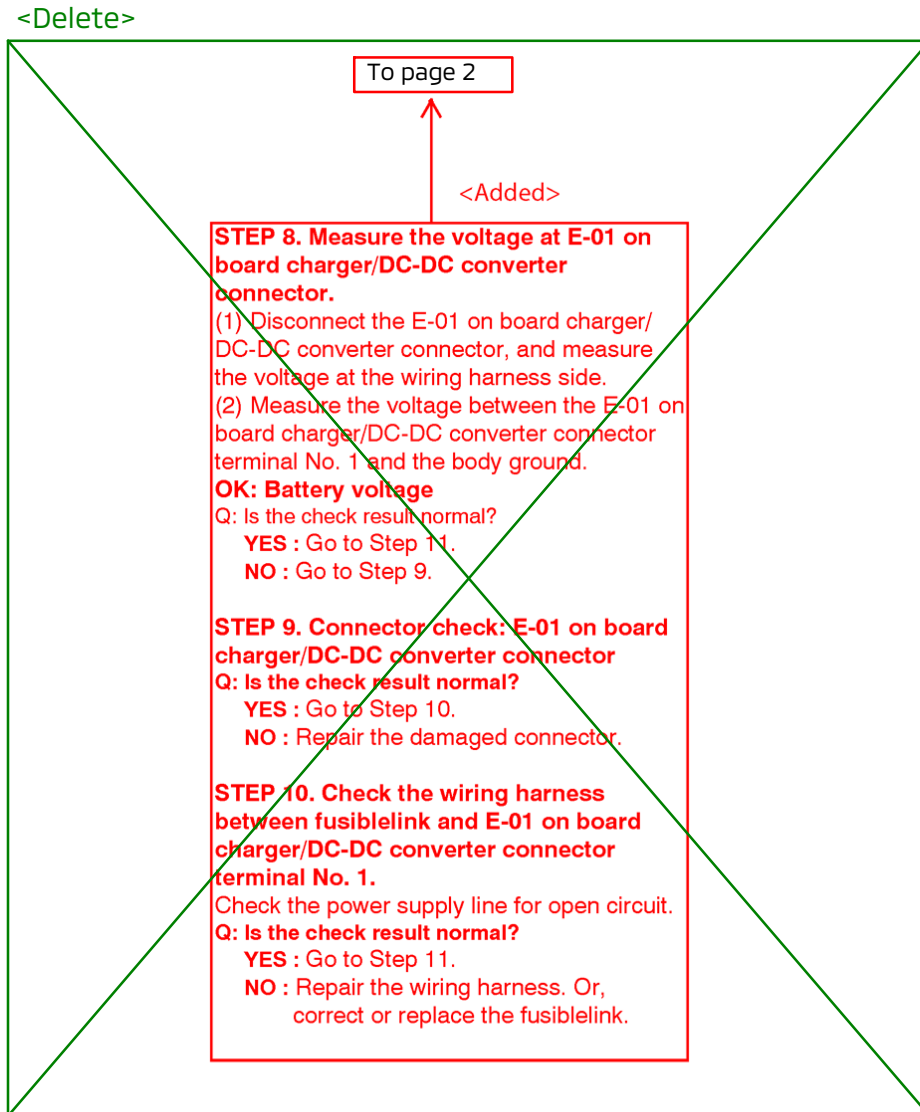 <Delete>
To page 2
<Added>
STEP 8. Measure the voltage at E-01 on
board charger/DC-DC converter
connector.
(1) Disconnect the E-01 on board charger/
DC-DC converter connector, and measure
the voltage at the wiring harness side.
(2) Measure the voltage between the E-01 on
board charger/DC-DC converter connector
terminal No. 1 and the body ground.
OK: Battery voltage
Q: Is the check result normal?
YES : Go to Step 11.
NO : Go to Step 9.
STEP 9. Connector check: E-01 on board
charger/DC-DC converter connector
Q: Is the check result normal?
YES : Go to Step 10.
NO : Repair the damaged connector.
STEP 10. Check the wiring harness
between fusiblelink and E-01 on board
charger/DC-DC converter connector
terminal No. 1.
Check the power supply line for open circuit.
Q: Is the check result normal?
YES : Go to Step 11.
NO : Repair the wiring harness. Or,
correct or replace the fusiblelink.